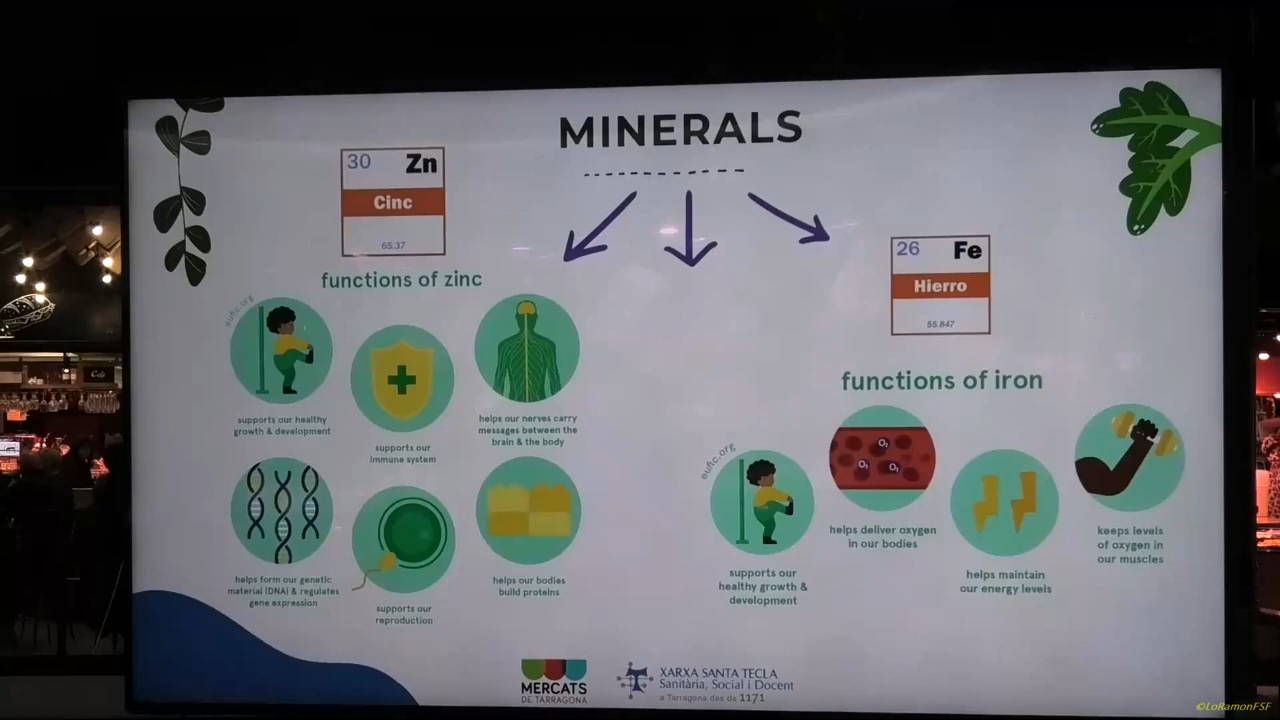 MINERALS
30 Zn
Cinc
65.37
functions of zinc
eufic.org
supports our healthy
growth & development
supports our
immune system
helps our nerves carry
messages between the
brain & the body
helps form our genetic
material (DNA) & regulates
gene expression
supports our
reproduction
helps our bodies
build proteins
26 Fe
Hierro
55.847
functions of iron
eufic.org
supports our
healthy growth &
development
O₂
O₂
O₂
helps deliver oxygen
in our bodies
helps maintain
our energy levels
keeps levels
of oxygen in
our muscles
MERCATS
DE TARRAGONA
XARXA SANTA TECLA
Sanitària, Social i Docent
a Tarragona des de 1171
Cafè
©LoRamonFSF